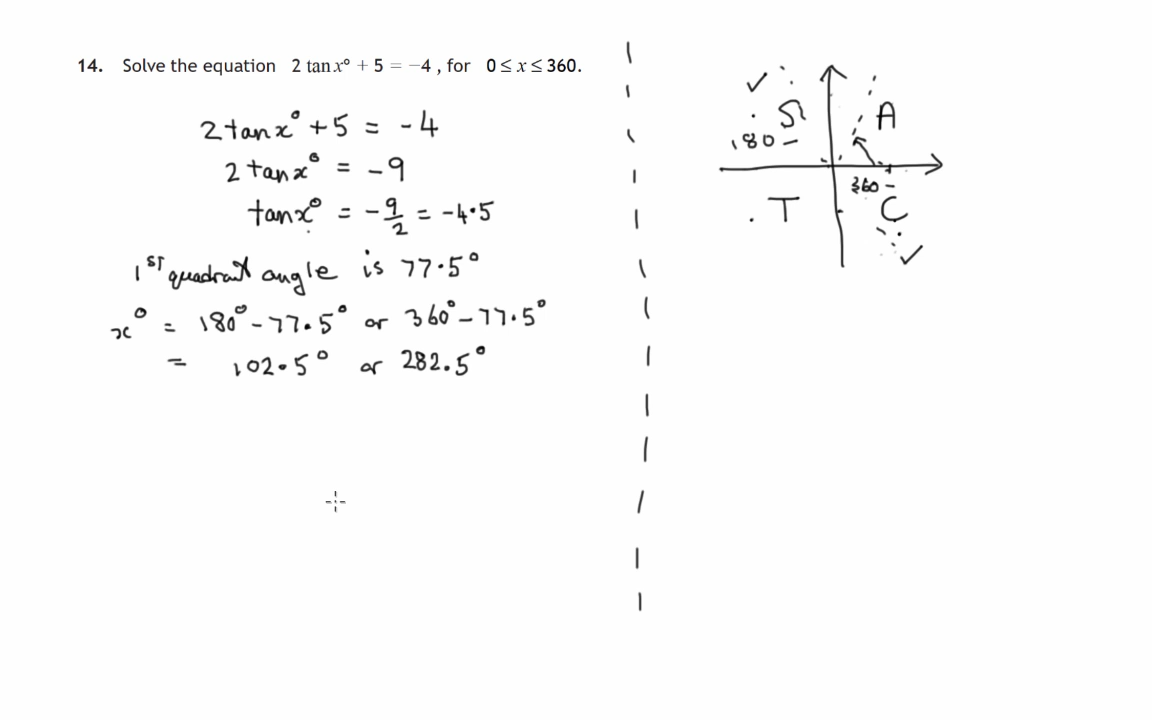 14. Solve the equation 2 tan x° + 5 = −4 , for 0 ≤ x ≤ 360.
2 tan x° + 5 = -4
2 tan x° = -9
tan x° = -9/2 = -4.5
1ST quadrant angle is 77.5°
x° = 180° - 77.5° or 360° - 77.5°
= 102.5° or 282.5°
✓ S A
180 -
360 -
T C ✓